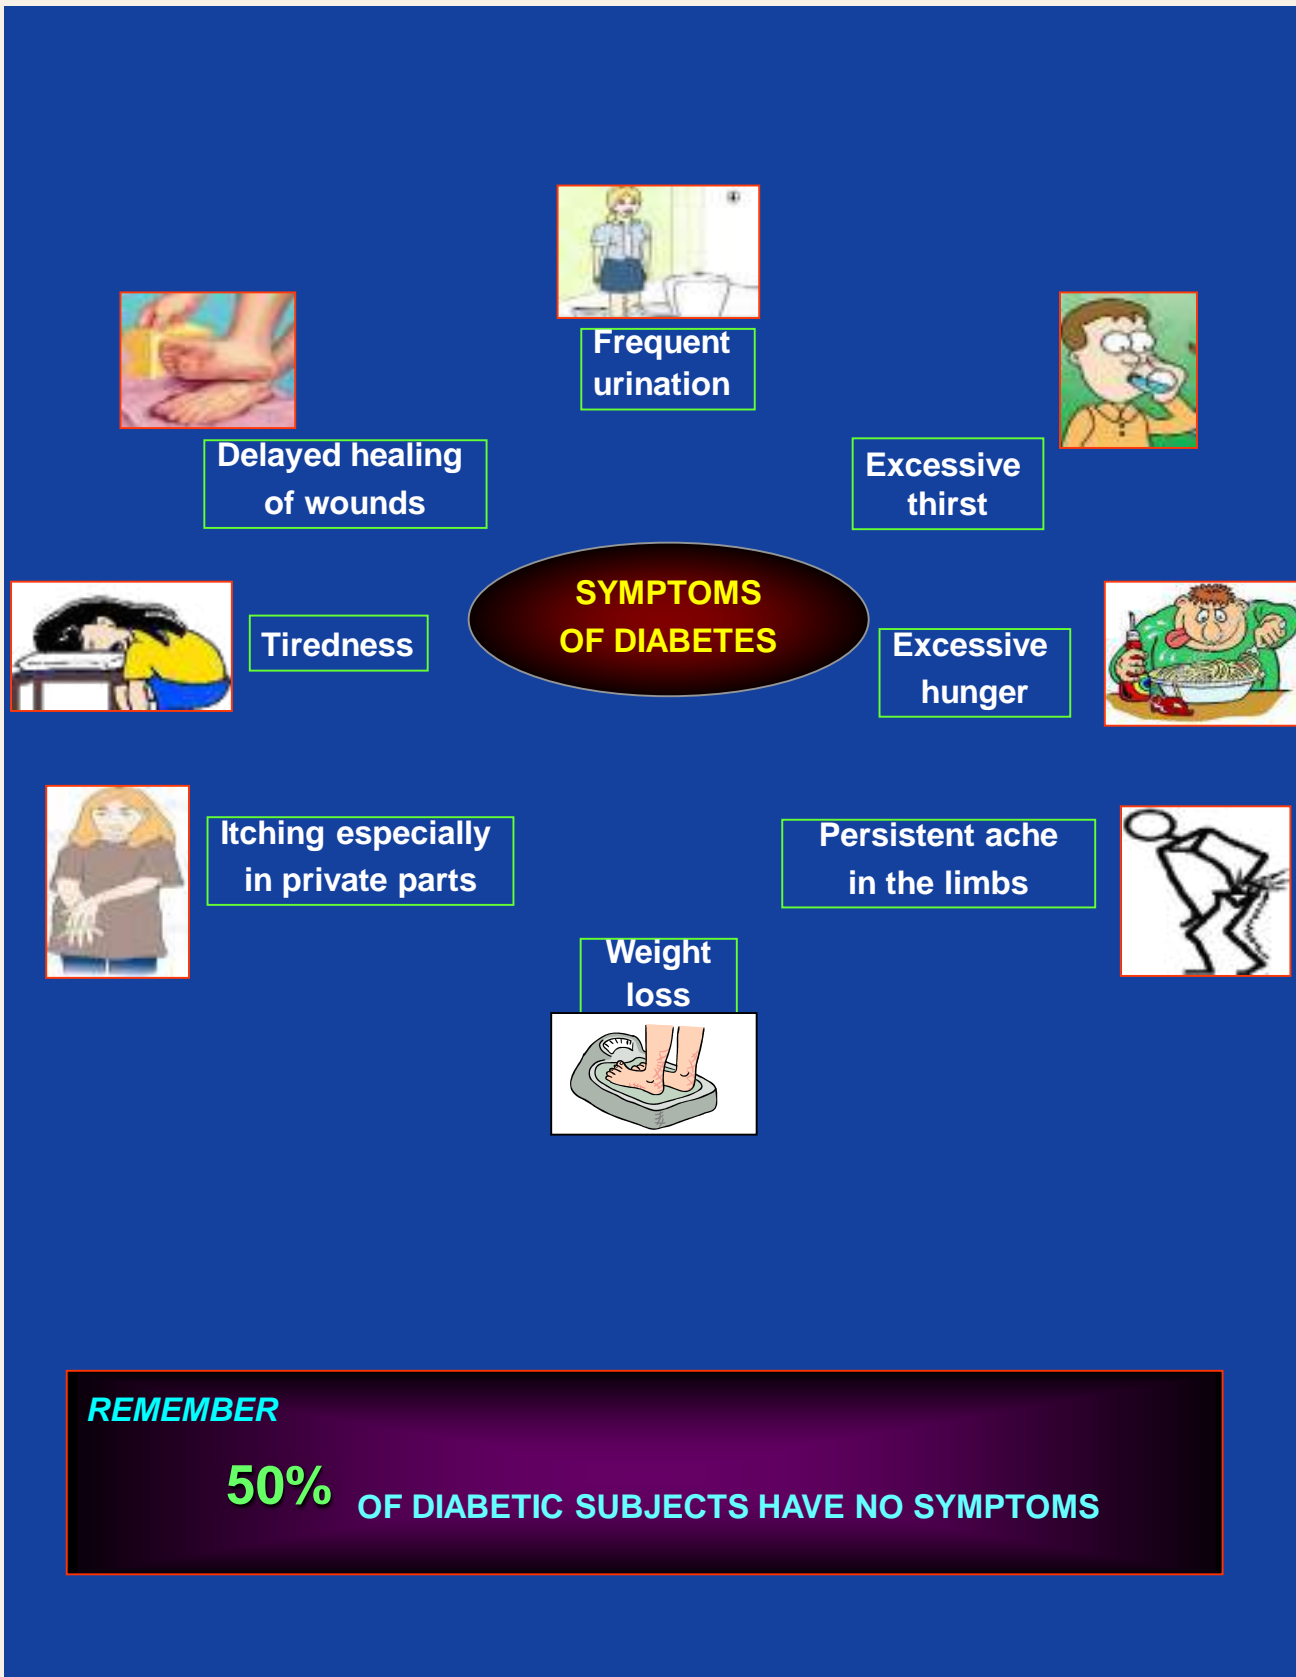 Frequent
urination
Delayed healing
of wounds
Excessive
thirst
SYMPTOMS
OF DIABETES
Tiredness
Excessive
hunger
Itching especially
in private parts
Persistent ache
in the limbs
Weight
loss
REMEMBER
50% OF DIABETIC SUBJECTS HAVE NO SYMPTOMS